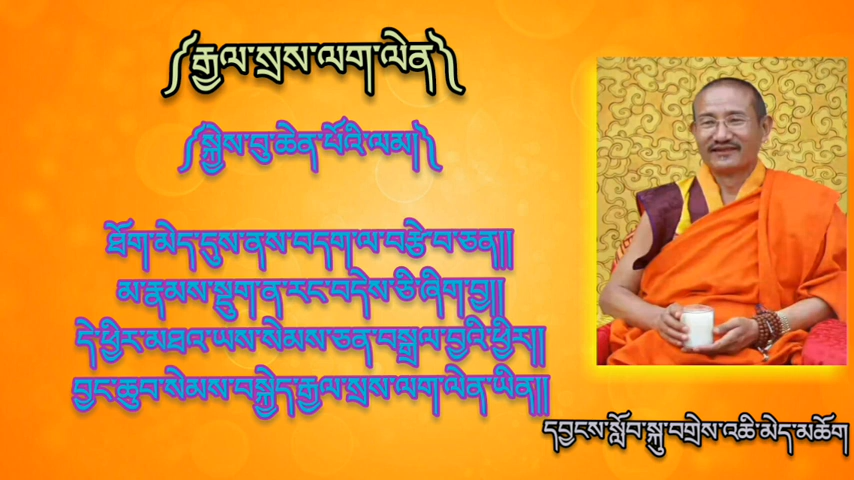 ༼རྒྱལ་སྲས་ལག་ལེན༽
༼སྐྱེས་བུ་ཆེན་པོའི་ལམ།༽
ཐོག་མེད་དུས་ནས་བདག་ལ་བརྩེ་བ་ཅན།།
མ་རྣམས་སྡུག་ན་རང་བདེས་ཅི་ཞིག་བྱ།།
དེ་ཕྱིར་མཐའ་ཡས་སེམས་ཅན་བསྒྲལ་བྱའི་ཕྱིར།།
བྱང་ཆུབ་སེམས་བསྐྱེད་རྒྱལ་སྲས་ལག་ལེན་ཡིན།།
དབྱངས་སློབ་སྐུ་བགྲེས་འཆི་མེད་མཆོག